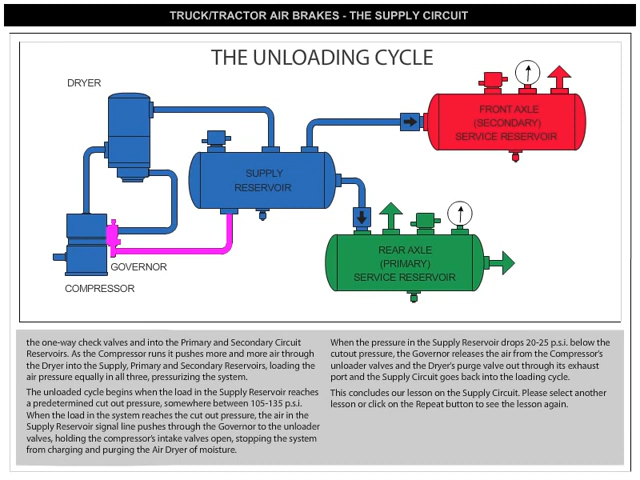 TRUCK/TRACTOR AIR BRAKES - THE SUPPLY CIRCUIT
THE UNLOADING CYCLE
DRYER
FRONT AXLE
(SECONDARY)
SERVICE RESERVOIR
SUPPLY
RESERVOIR
REAR AXLE
(PRIMARY)
SERVICE RESERVOIR
GOVERNOR
COMPRESSOR
the one-way check valves and into the Primary and Secondary Circuit
Reservoirs. As the Compressor runs it pushes more and more air through
the Dryer into the Supply, Primary and Secondary Reservoirs, loading the
air pressure equally in all three, pressurizing the system.
The unloaded cycle begins when the load in the Supply Reservoir reaches
a predetermined cut out pressure, somewhere between 105-135 p.s.i.
When the load in the system reaches the cut out pressure, the air in the
Supply Reservoir signal line pushes through the Governor to the unloader
valves, holding the compressor's intake valves open, stopping the system
from charging and purging the Air Dryer of moisture.
When the pressure in the Supply Reservoir drops 20-25 p.s.i. below the
cutout pressure, the Governor releases the air from the Compressor's
unloader valves and the Dryer's purge valve out through its exhaust
port and the Supply Circuit goes back into the loading cycle.
This concludes our lesson on the Supply Circuit. Please select another
lesson or click on the Repeat button to see the lesson again.